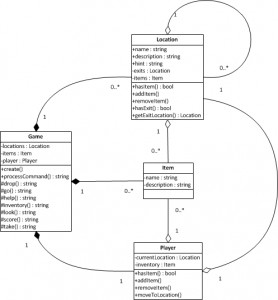 Location
+name : string
+description : string
+hint : string
-exits : Location
-items : Item
+hasItem() : bool
+addItem()
+removeItem()
+hasExit() : bool
+getExitLocation() : Location
1
0..*
0..*
1
1
Game
-locations : Location
-items : Item
-player : Player
+create()
+processCommand() : string
#drop() : string
#go() : string
#help() : string
#inventory() : string
#look() : string
#score() : string
#take() : string
1
1
1
0..*
0..*
Item
-name : string
-description : string
0..*
1
Player
-currentLocation : Location
-inventory : Item
+hasItem() : bool
+addItem()
+removeItem()
+moveToLocation()
1
1